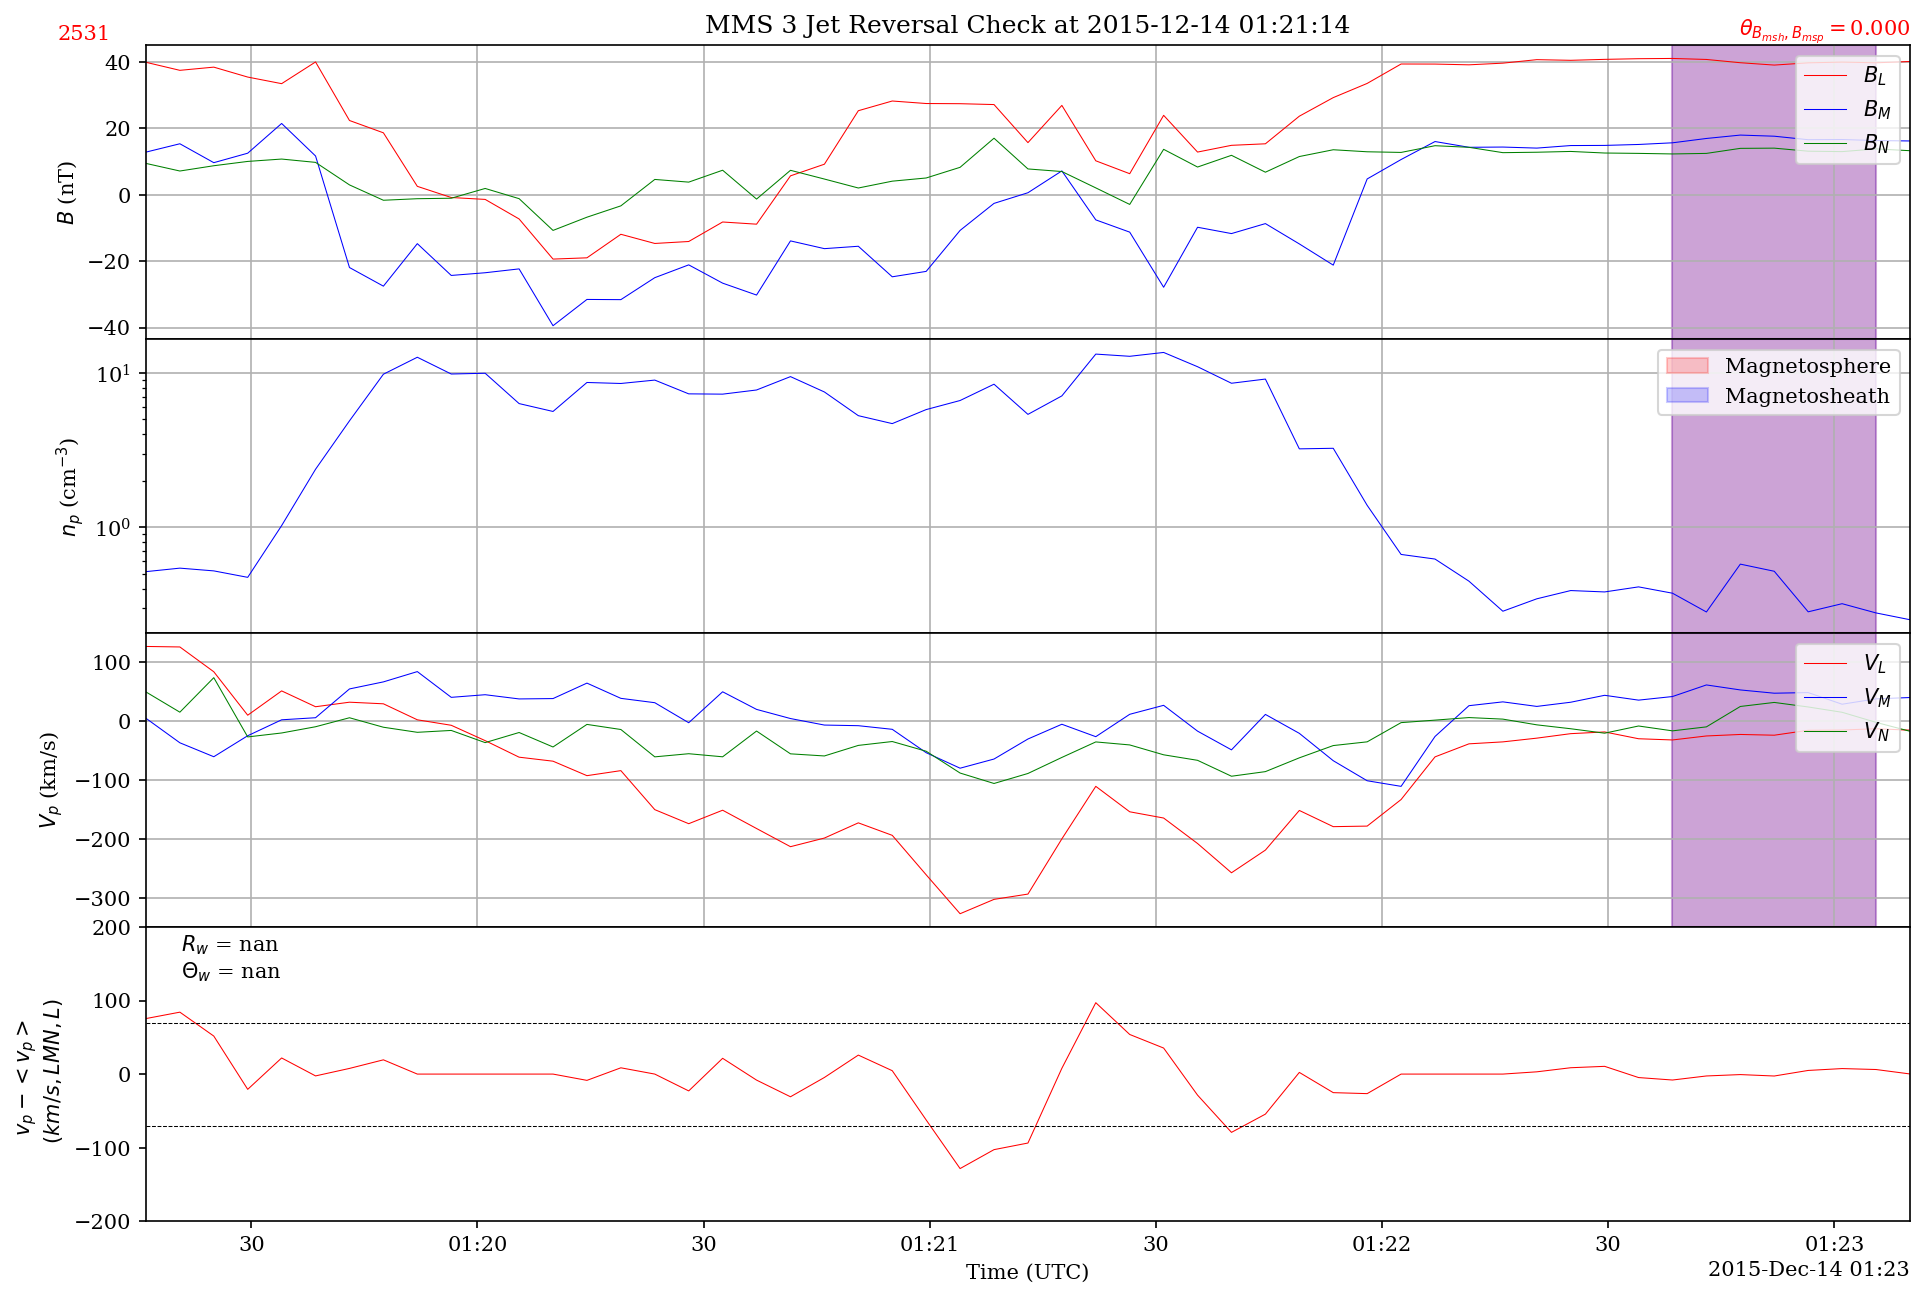 2531
MMS 3 Jet Reversal Check at 2015-12-14 01:21:14
θ_{B_{msh}, B_{msp}} = 0.000
40
20
0
−20
−40
B (nT)
B_L
B_M
B_N
10^1
10^0
n_p (cm^{−3})
Magnetosphere
Magnetosheath
100
0
−100
−200
−300
V_p (km/s)
V_L
V_M
V_N
200
100
0
−100
−200
v_p − < v_p >
(km/s, LMN, L)
R_w = nan
Θ_w = nan
30
01:20
30
01:21
30
01:22
30
01:23
Time (UTC)
2015-Dec-14 01:23